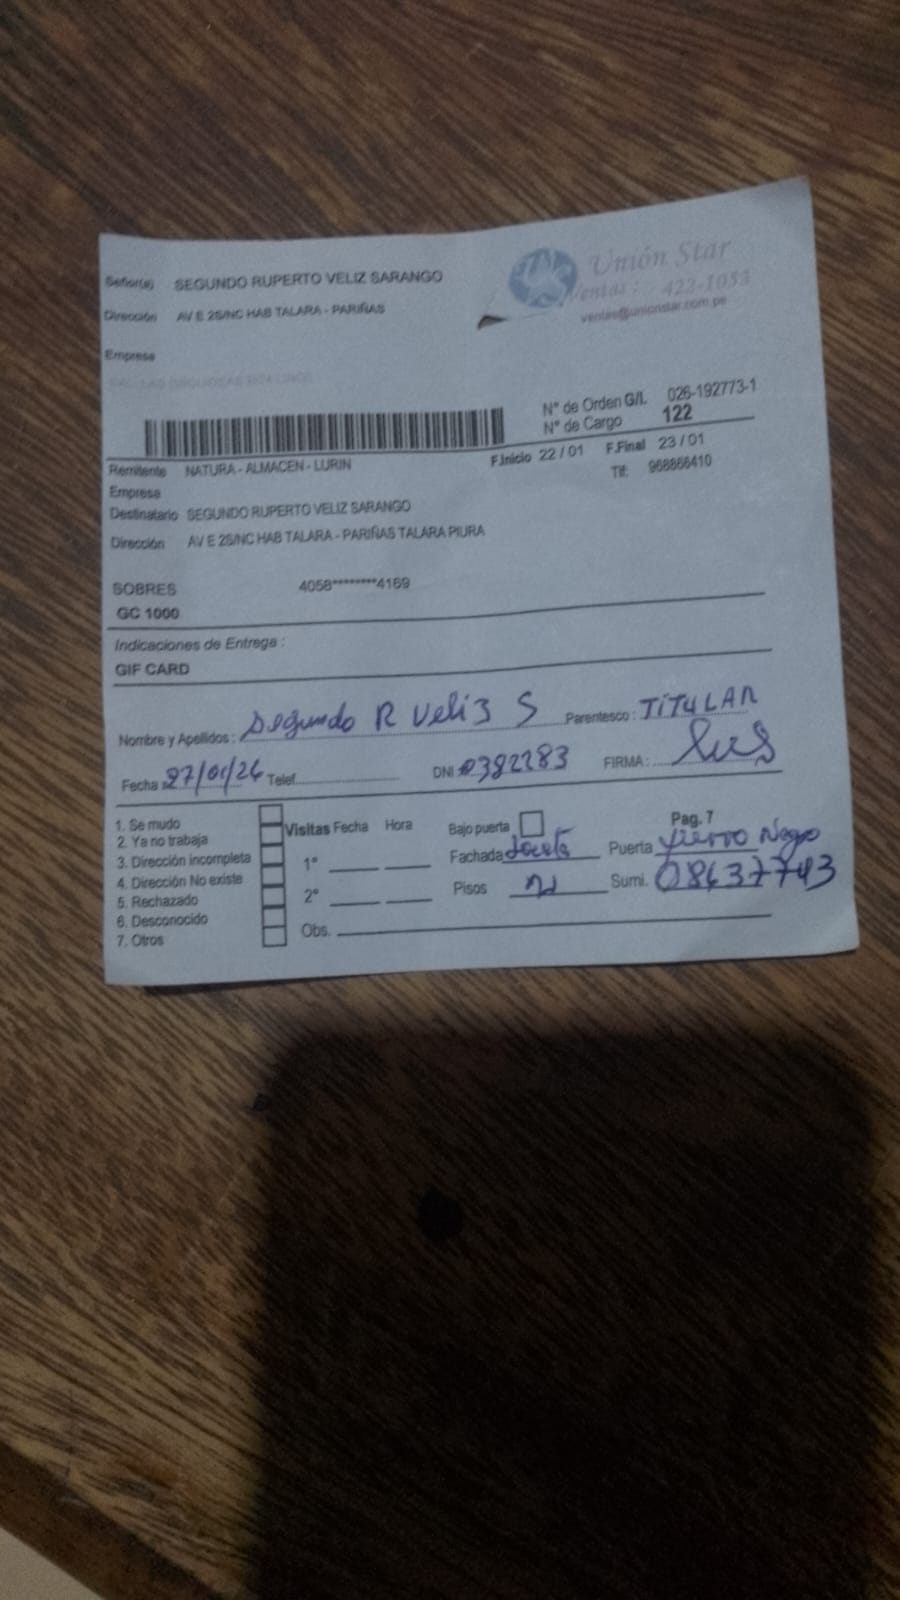 Señor(a) SEGUNDO RUPERTO VELIZ SARANGO
Unión Star
Ventas: 422-1053
ventas@unionstar.com.pe
Dirección AV E 2S/NC HAB TALARA - PARIÑAS
Empresa
N° de Orden G/I. 026-192773-1
N° de Cargo 122
F.Inicio 22 / 01 F.Final 23 / 01
Tlf: 968866410
Remitente NATURA - ALMACEN - LURIN
Empresa
Destinatario SEGUNDO RUPERTO VELIZ SARANGO
Dirección AV E 2S/NC HAB TALARA - PARIÑAS TALARA PIURA
SOBRES 4058********4169
GC 1000
Indicaciones de Entrega :
GIF CARD
Nombre y Apellidos : Segundo R Veliz S Parentesco : TITULAR
Fecha 27/01/26 Telef. DNI 0382283 FIRMA :
1. Se mudo
2. Ya no trabaja
3. Dirección incompleta
4. Dirección No existe
5. Rechazado
6. Desconocido
7. Otros
Visitas Fecha Hora
1°
2°
Obs.
Bajo puerta
Fachada
Pisos
Pag. 7
Puerta Yierro Negro
Sumi. 08637743